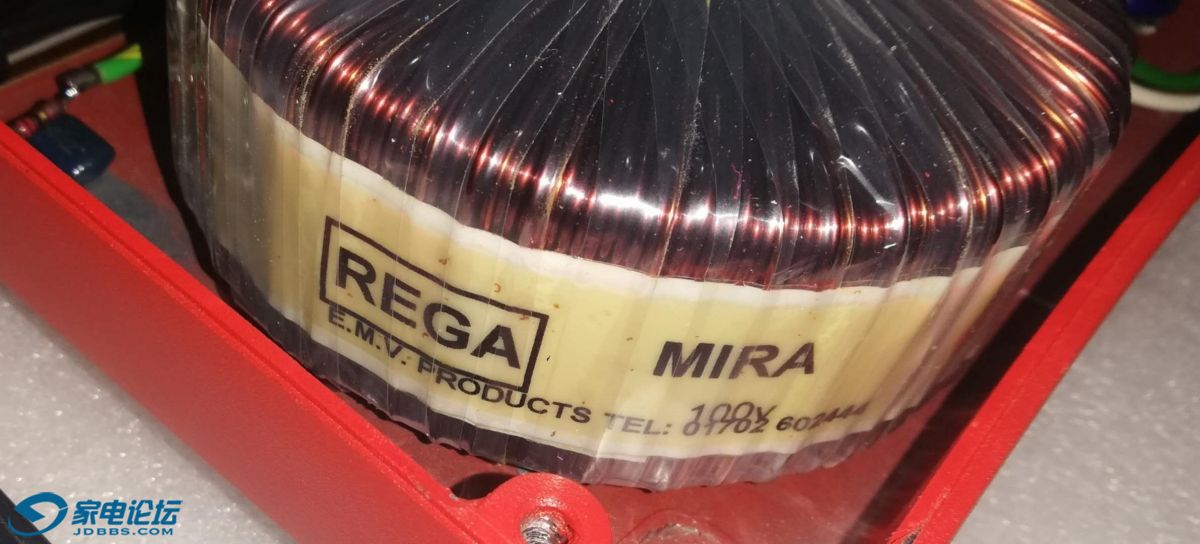 REGA
MIRA
100V
E.M.V. PRODUCTS TEL: 01702 602444
家电论坛
JDBBS.COM